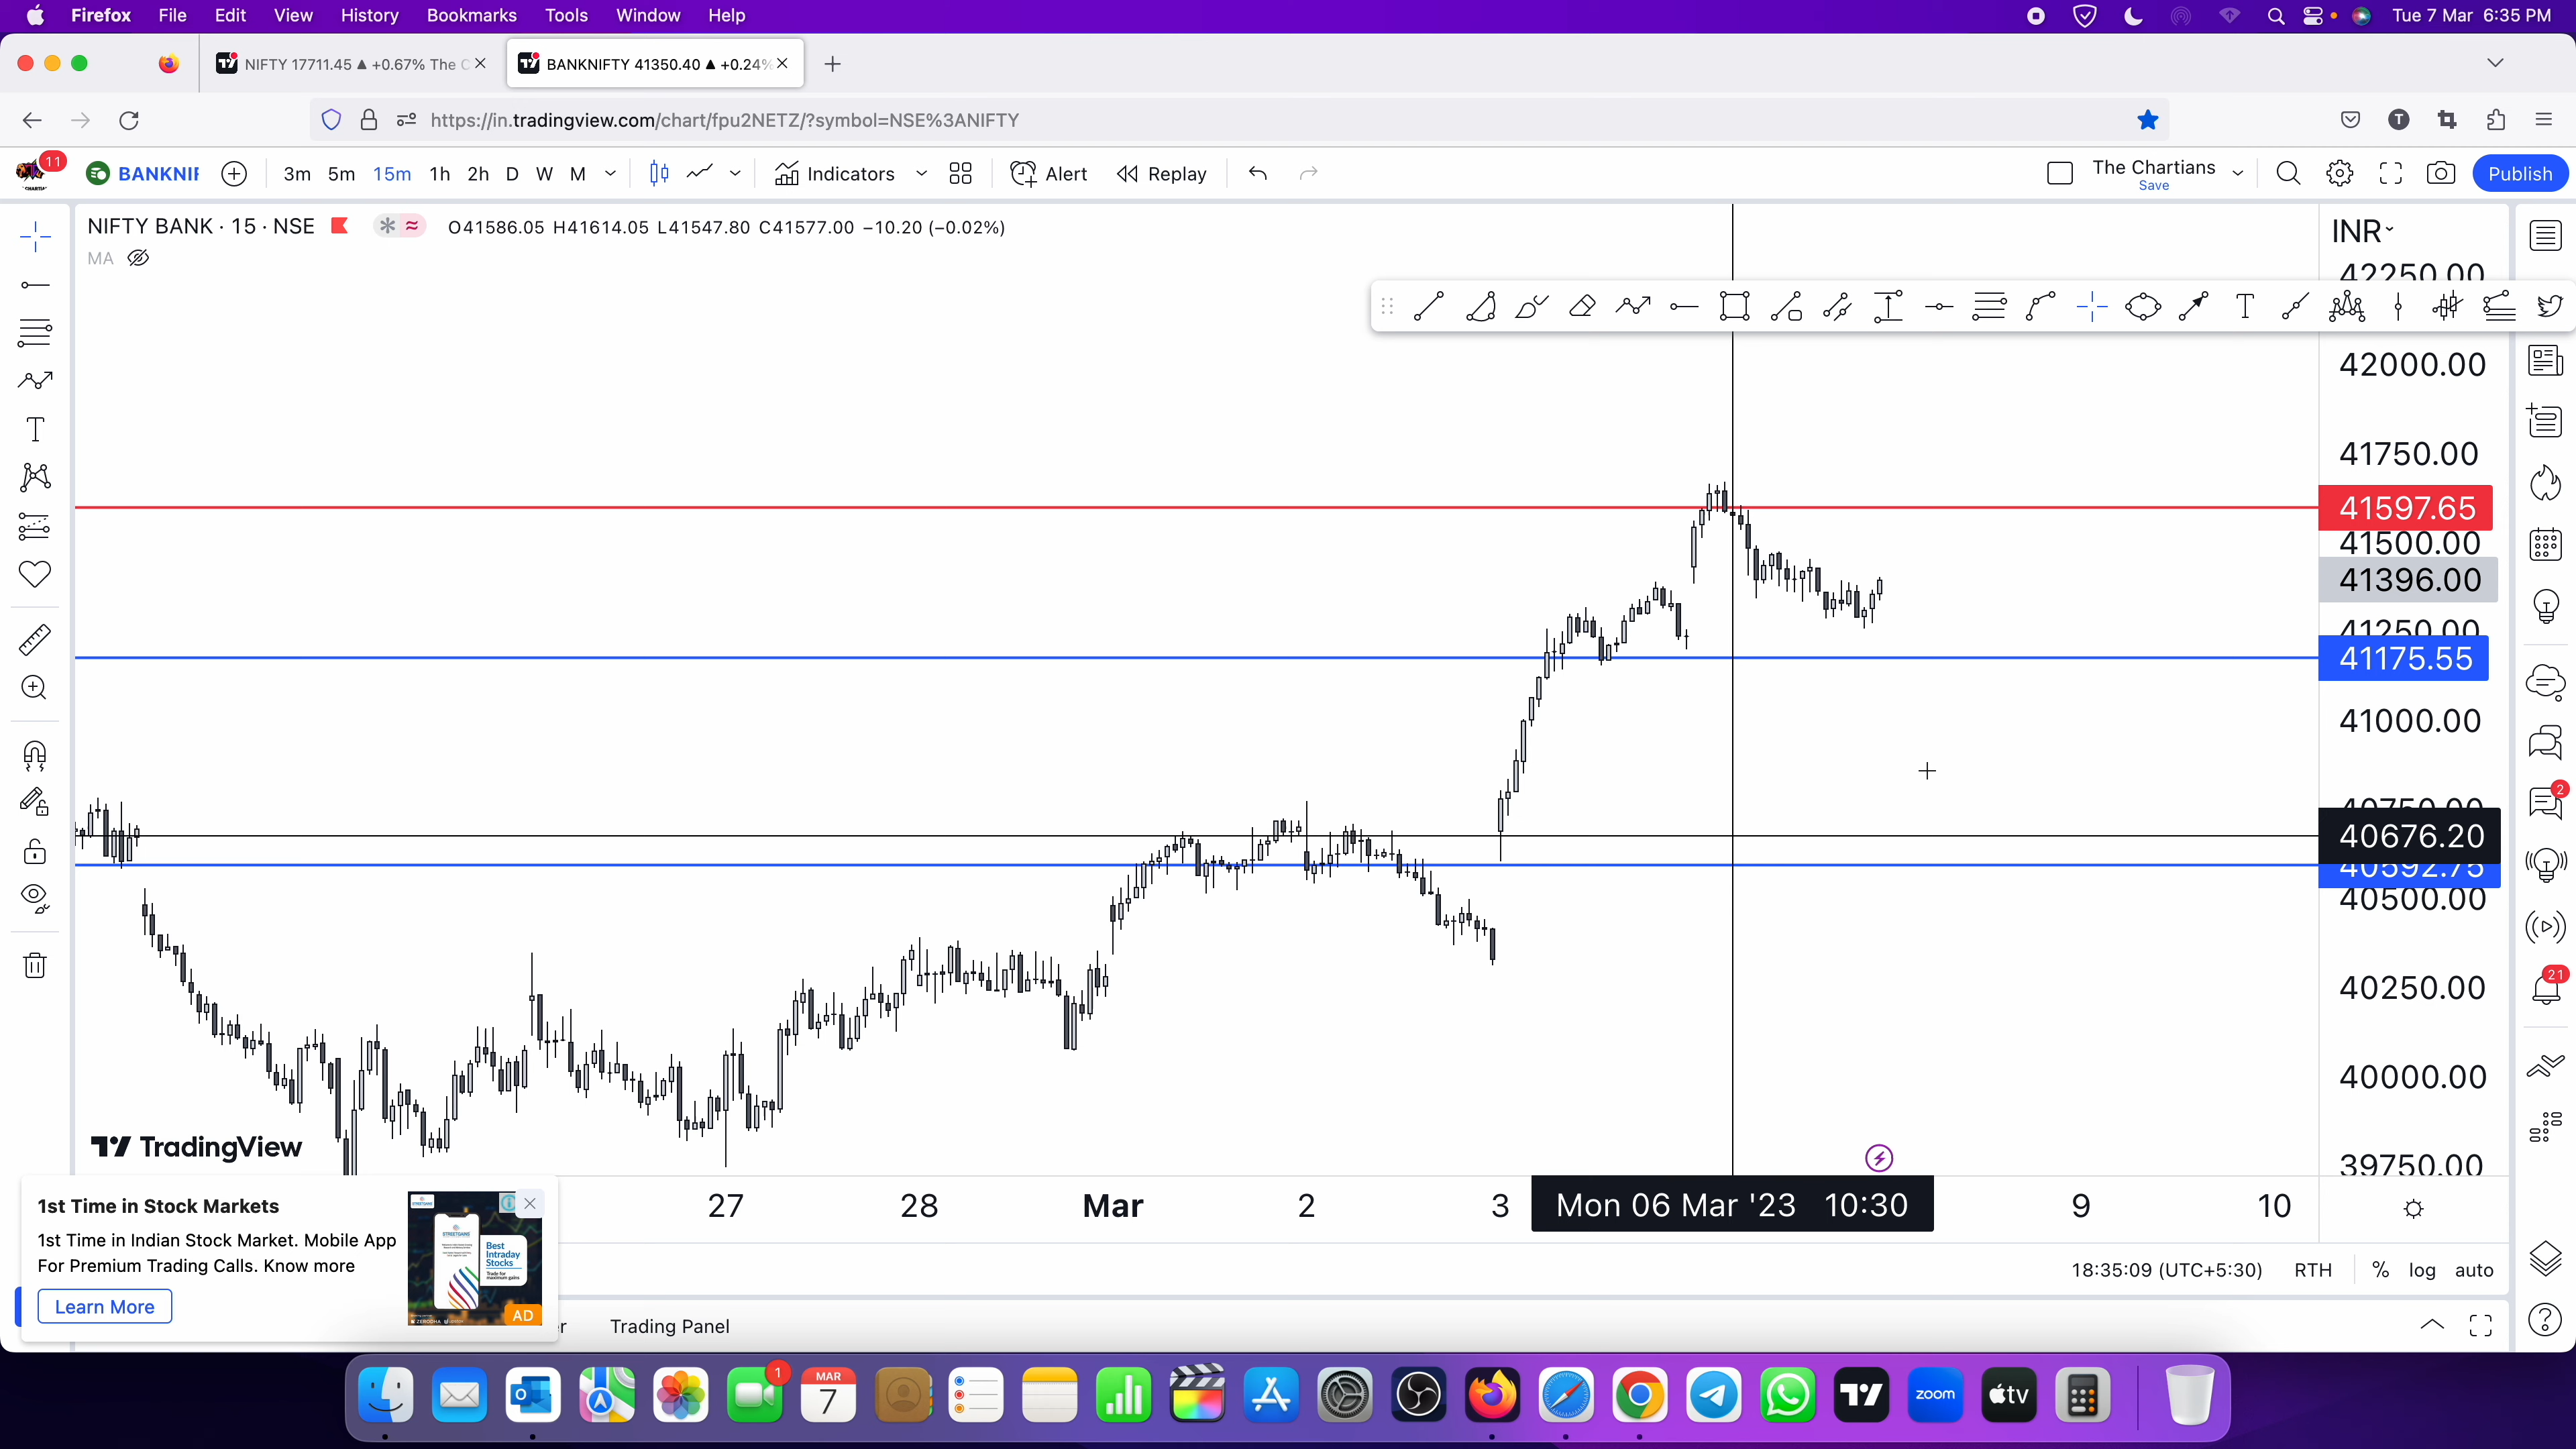 Firefox File Edit View History Bookmarks Tools Window Help
Tue 7 Mar 6:35 PM
NIFTY 17711.45 ▲ +0.67% The C
BANKNIFTY 41350.40 ▲ +0.24%
https://in.tradingview.com/chart/fpu2NETZ/?symbol=NSE%3ANIFTY
T
11
BANKNIF
3m 5m 15m 1h 2h D W M
Indicators
Alert
Replay
The Chartians
Save
Publish
NIFTY BANK · 15 · NSE
O41586.05 H41614.05 L41547.80 C41577.00 −10.20 (−0.02%)
INR
MA
42250.00
42000.00
41750.00
41597.65
41500.00
41396.00
41250.00
41175.55
41000.00
40750.00
40676.20
40592.75
40500.00
40250.00
40000.00
39750.00
2
21
TradingView
27 28 Mar 2 3 Mon 06 Mar '23 10:30 9 10
1st Time in Stock Markets
1st Time in Indian Stock Market. Mobile App
For Premium Trading Calls. Know more
Learn More
STREETGAINS
Best
Intraday
Stocks
AD
18:35:09 (UTC+5:30) RTH % log auto
er
Trading Panel
1
MAR
7
zoom
tv